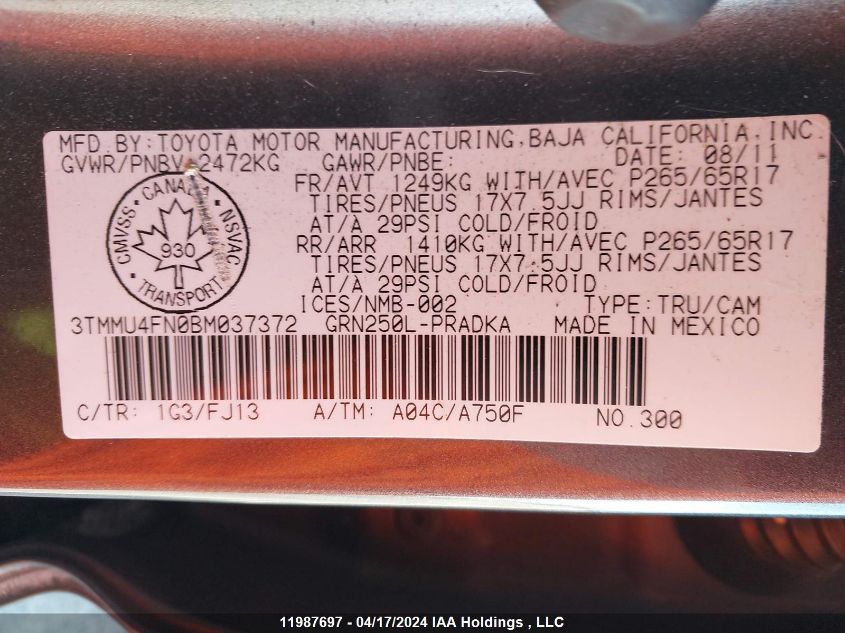 MFD.BY:TOYOTA MOTOR MANUFACTURING,BAJA CALIFORNIA,INC.
GVWR/PNBV 2472KG GAWR/PNBE: DATE: 08/11
FR/AVT 1249KG WITH/AVEC P265/65R17
TIRES/PNEUS 17X7.5JJ RIMS/JANTES
AT/A 29PSI COLD/FROID
RR/ARR 1410KG WITH/AVEC P265/65R17
TIRES/PNEUS 17X7.5JJ RIMS/JANTES
AT/A 29PSI COLD/FROID
CANADA
CMVSS NSVAC
930
TRANSPORT
ICES/NMB-002 TYPE:TRU/CAM
3TMMU4FN0BM037372 GRN250L-PRADKA MADE IN MEXICO
C/TR: 1G3/FJ13 A/TM: A04C/A750F NO.300
11987697 - 04/17/2024 IAA Holdings , LLC